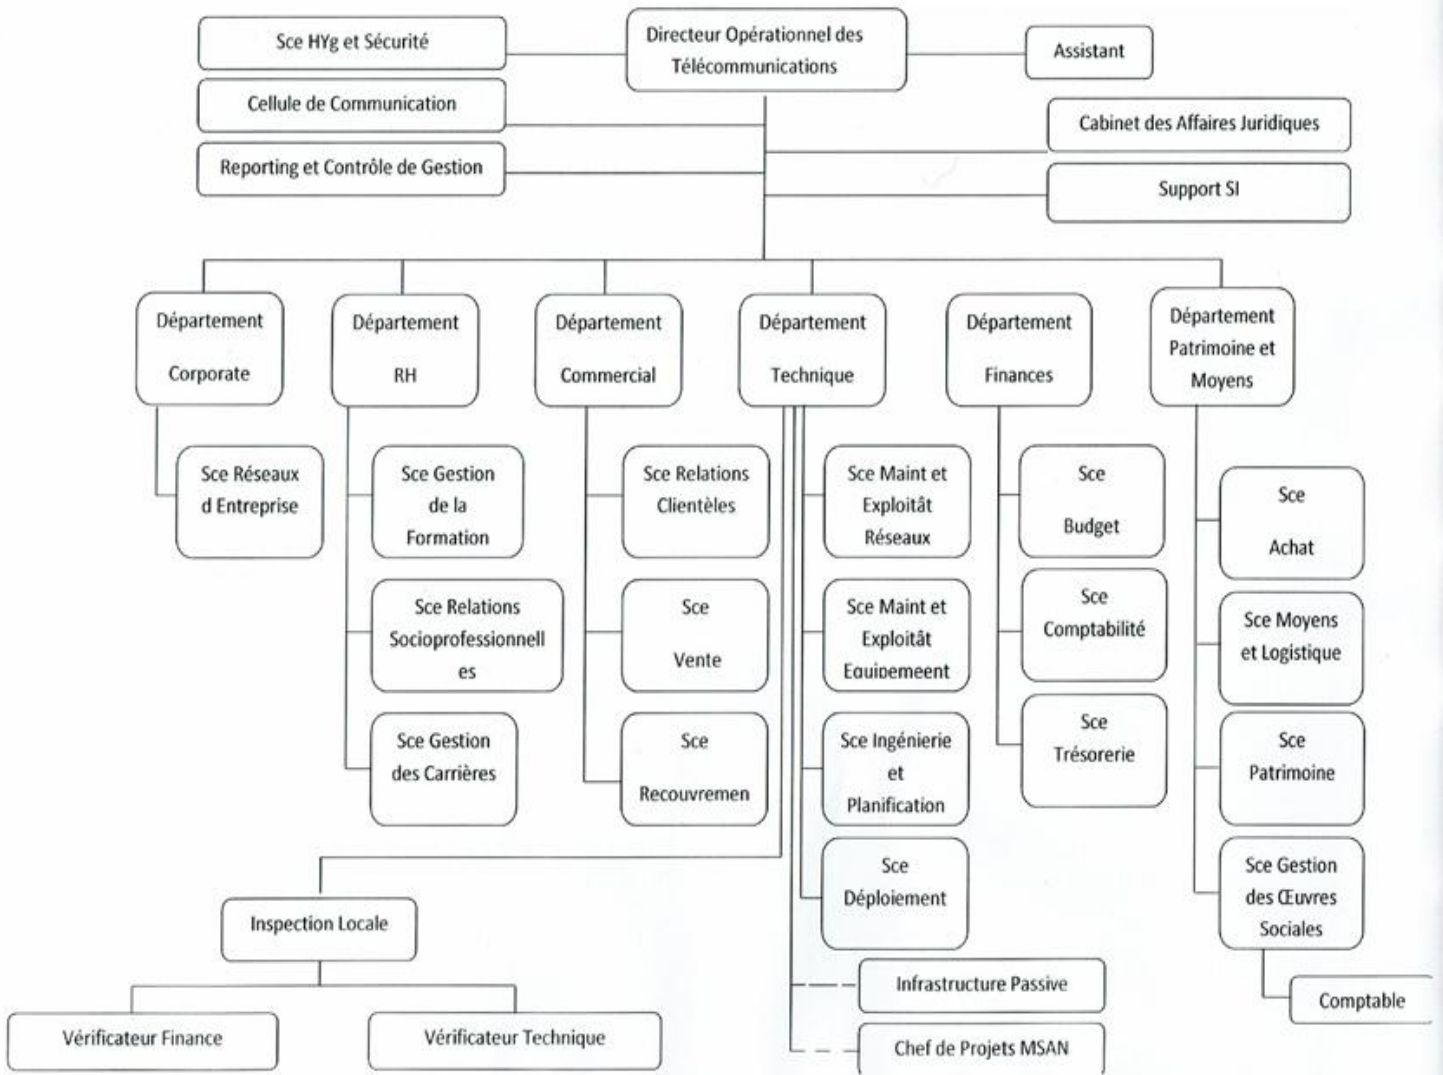 Sce HYg et Sécurité
Directeur Opérationnel des
Télécommunications
Assistant
Cellule de Communication
Cabinet des Affaires Juridiques
Reporting et Contrôle de Gestion
Support SI
Département
Corporate
Département
RH
Département
Commercial
Département
Technique
Département
Finances
Département
Patrimoine et
Moyens
Sce Réseaux
d Entreprise
Sce Gestion
de la
Formation
Sce Relations
Socioprofessionnell
es
Sce Gestion
des Carrières
Sce Relations
Clientèles
Sce
Vente
Sce
Recouvremen
Sce Maint et
Exploitât
Réseaux
Sce Maint et
Exploitât
Equipemeent
Sce Ingénierie
et
Planification
Sce
Déploiement
Sce
Budget
Sce
Comptabilité
Sce
Trésorerie
Sce
Achat
Sce Moyens
et Logistique
Sce
Patrimoine
Sce Gestion
des Œuvres
Sociales
Comptable
Inspection Locale
Vérificateur Finance
Vérificateur Technique
Infrastructure Passive
Chef de Projets MSAN